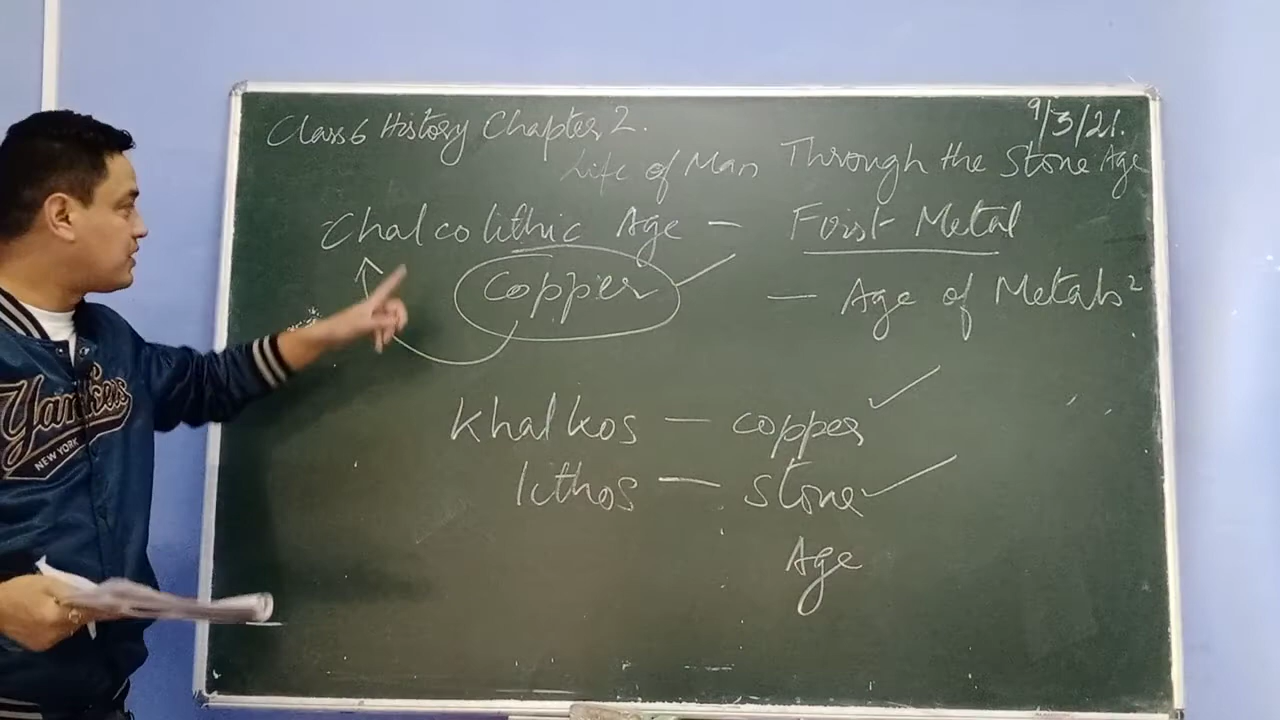 Class 6 History Chapter 2.
9/3/21.
Life of Man Through the Stone Age
Chalcolithic Age - First Metal
Copper
- Age of Metals
Khalkos - copper
lithos - stone
Age
Yankees
NEW YORK